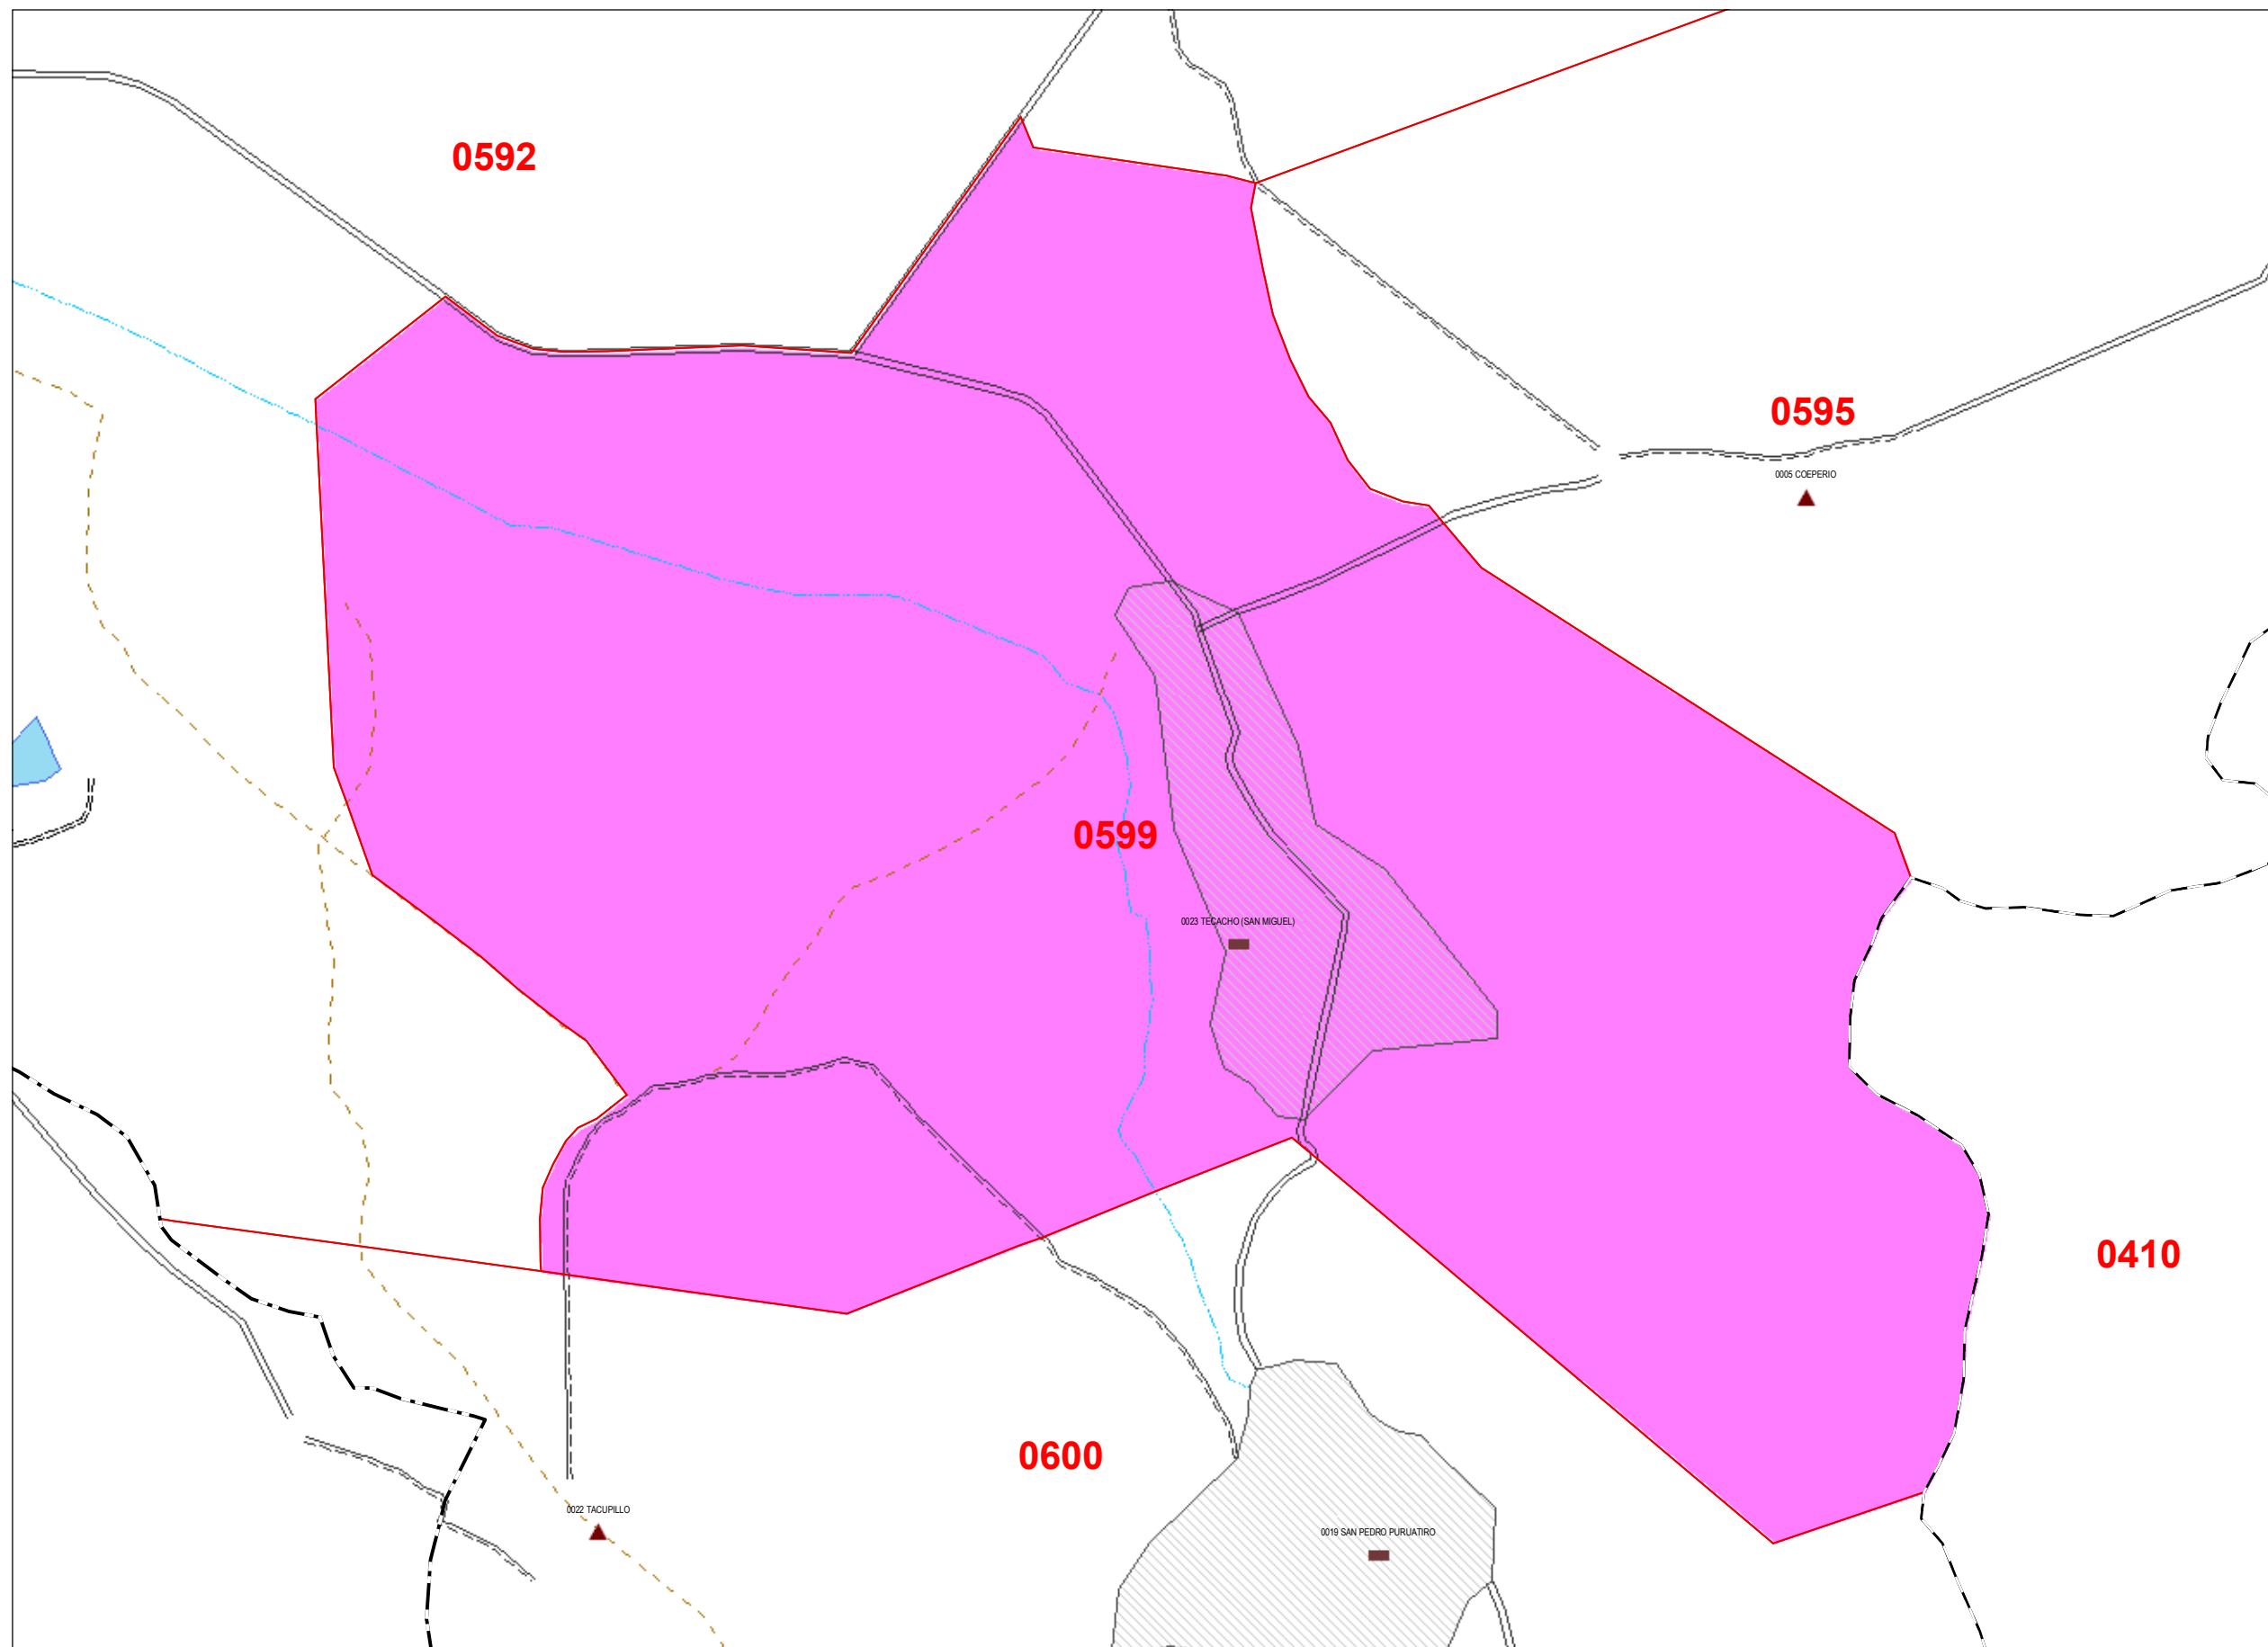 0592
0595
0005 COEPERIO
0599
0023 TECACHO (SAN MIGUEL)
0410
0600
0022 TACUPILLO
0019 SAN PEDRO PURUATIRO